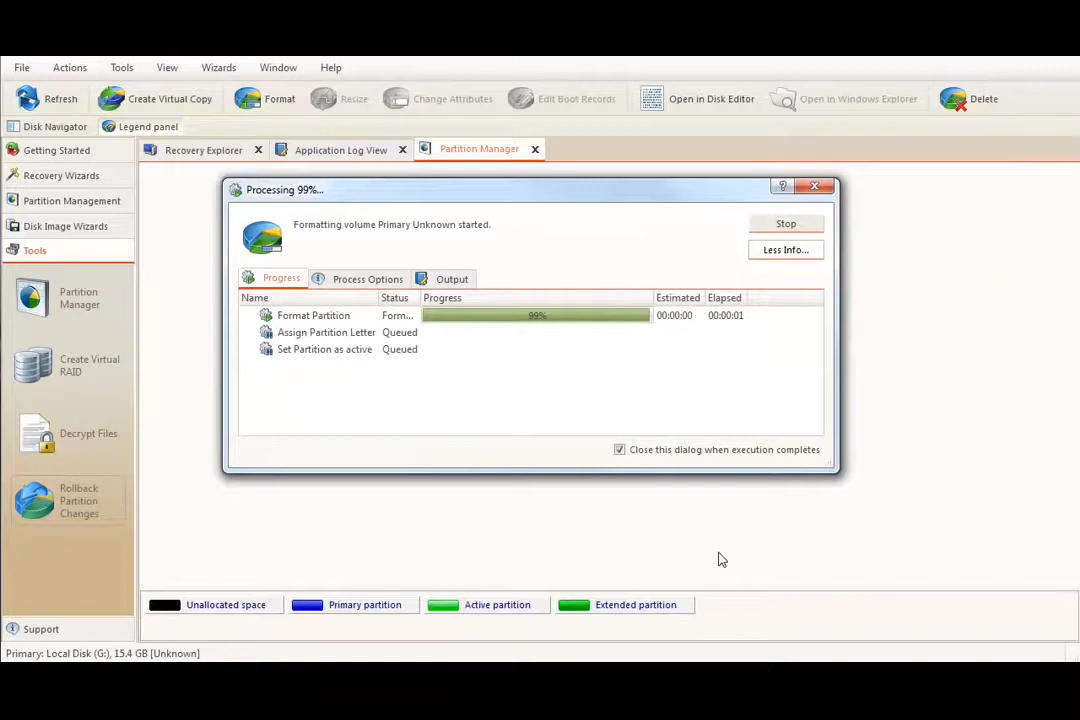 File Actions Tools View Wizards Window Help
Refresh Create Virtual Copy Format Resize Change Attributes Edit Boot Records Open in Disk Editor Open in Windows Explorer Delete
Disk Navigator Legend panel
Getting Started
Recovery Wizards
Partition Management
Disk Image Wizards
Tools
Partition
Manager
Create Virtual
RAID
Decrypt Files
Rollback
Partition
Changes
Support
Recovery Explorer Application Log View Partition Manager
Processing 99%...
Formatting volume Primary Unknown started.
Stop
Less Info...
Progress Process Options Output
Name Status Progress Estimated Elapsed
Format Partition Form... 99% 00:00:00 00:00:01
Assign Partition Letter Queued
Set Partition as active Queued
Close this dialog when execution completes
Unallocated space Primary partition Active partition Extended partition
Primary: Local Disk (G:), 15.4 GB [Unknown]